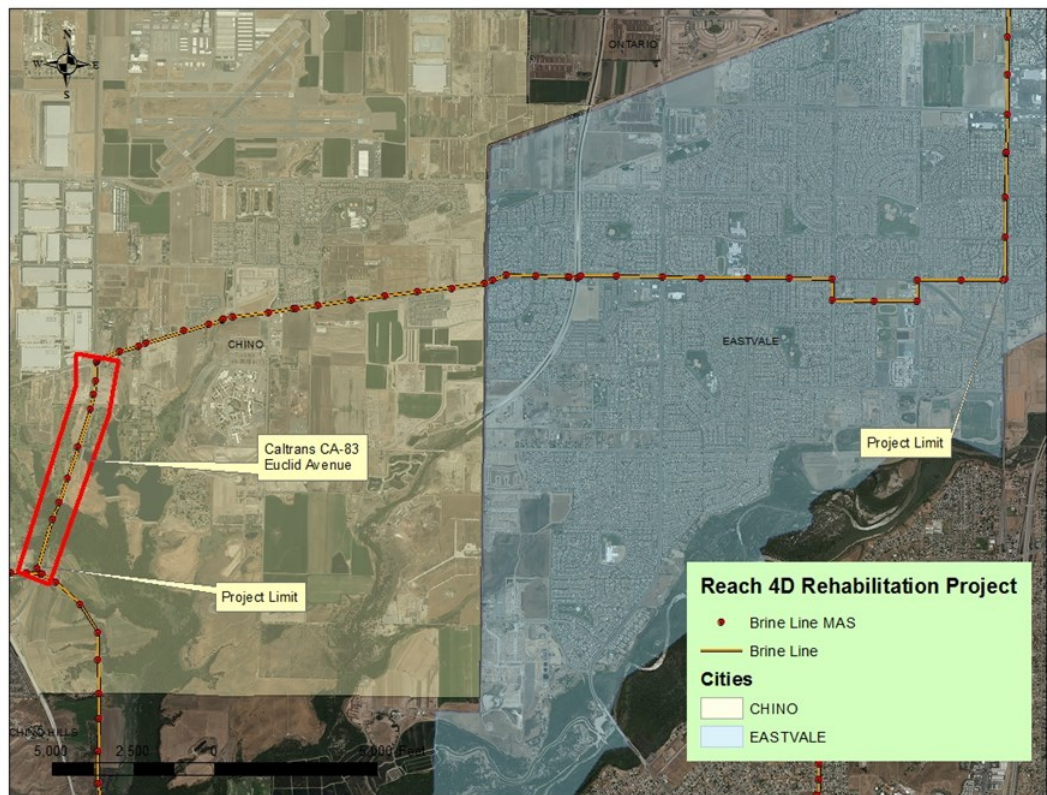 N
W E
S
ONTARIO
CHINO
EASTVALE
Caltrans CA-83
Euclid Avenue
Project Limit
Project Limit
Reach 4D Rehabilitation Project
Brine Line MAS
Brine Line
Cities
CHINO
EASTVALE
CHINO HILLS
5,000 2,500 0 5,000 Feet